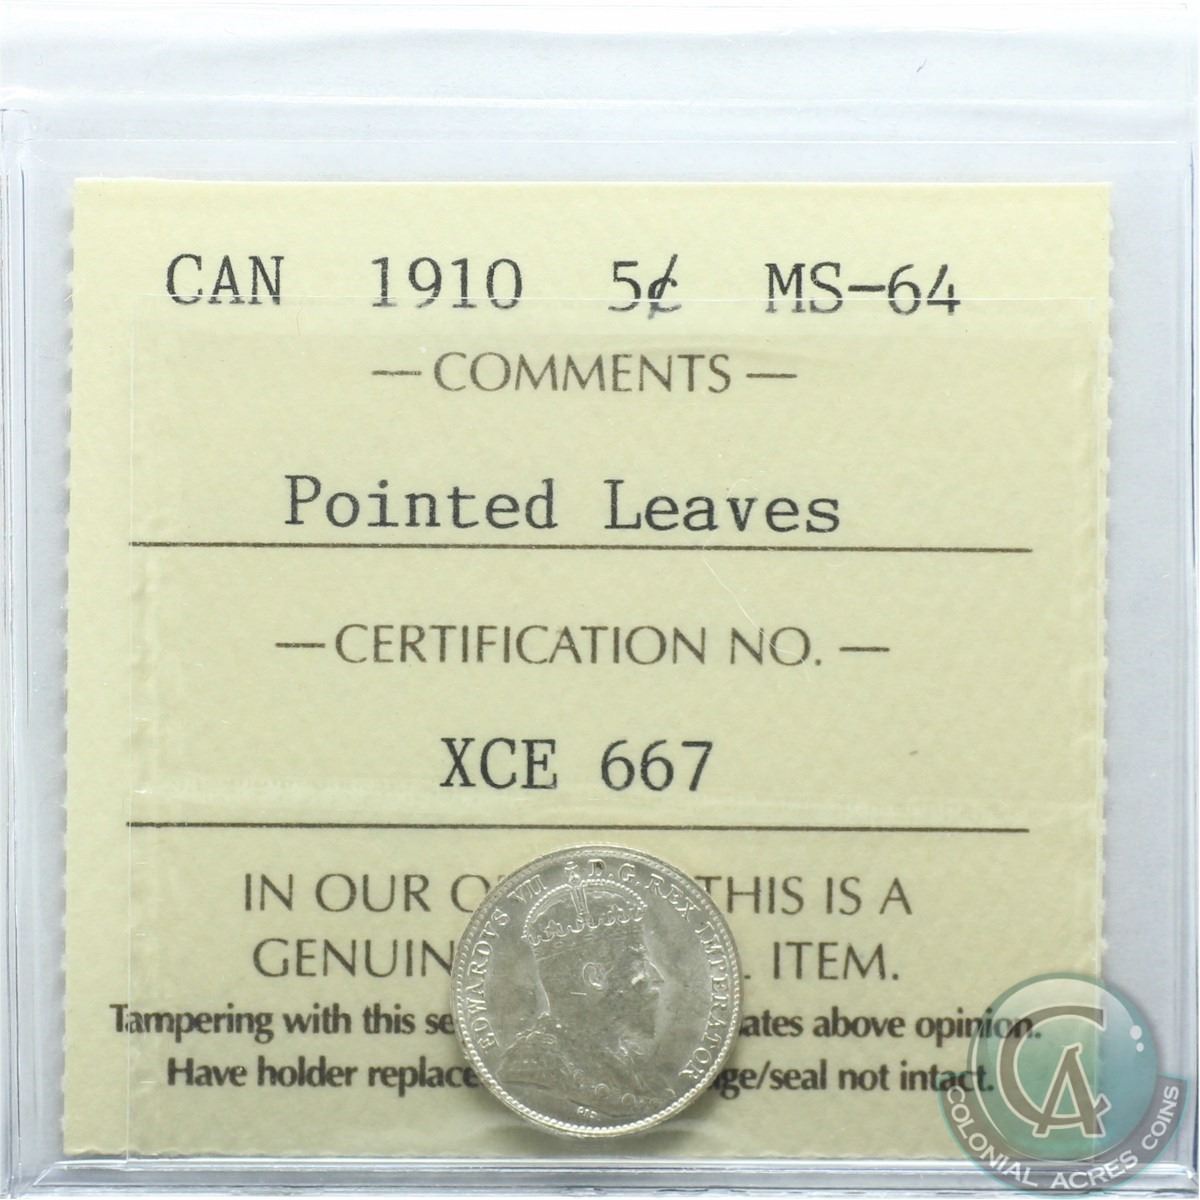 CAN 1910 5¢ MS-64
— COMMENTS —
Pointed Leaves
— CERTIFICATION NO. —
XCE 667
IN OUR O THIS IS A
GENUIN . ITEM.
Tampering with this se ates above opinion.
Have holder replace ge/seal not intact.
EDWARDVS VII D.G. REX IMPERATOR
CA
COLONIAL ACRES COINS